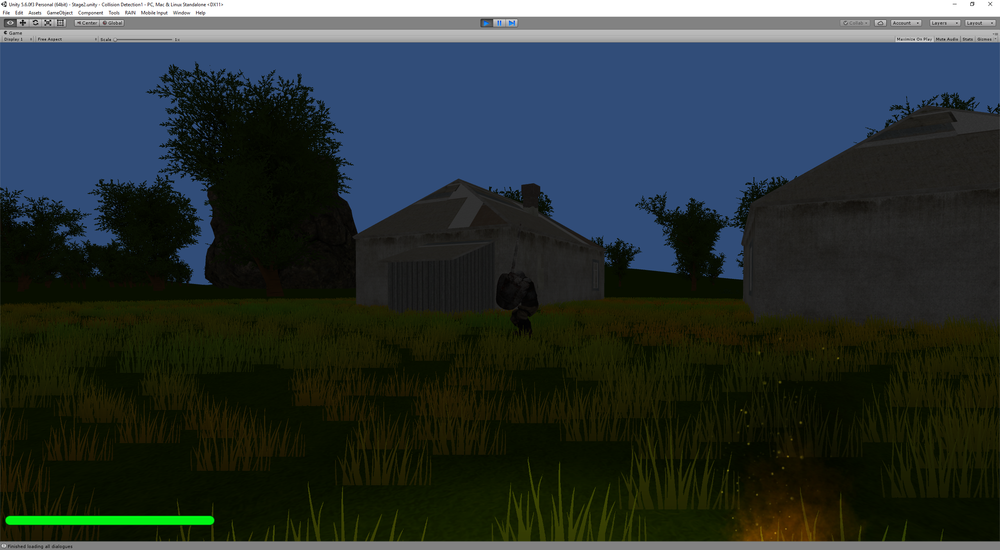 Unity 5.6.0f3 Personal (64bit) - Stage2.unity - Collision Detection1 - PC, Mac & Linux Standalone <DX11>
File Edit Assets GameObject Component Tools RAIN Mobile Input Window Help
Center Global Collab Account Layers Layout
Game
Display 1 Free Aspect Scale 1x Maximize On Play Mute Audio Stats Gizmos
Finished loading all dialogues